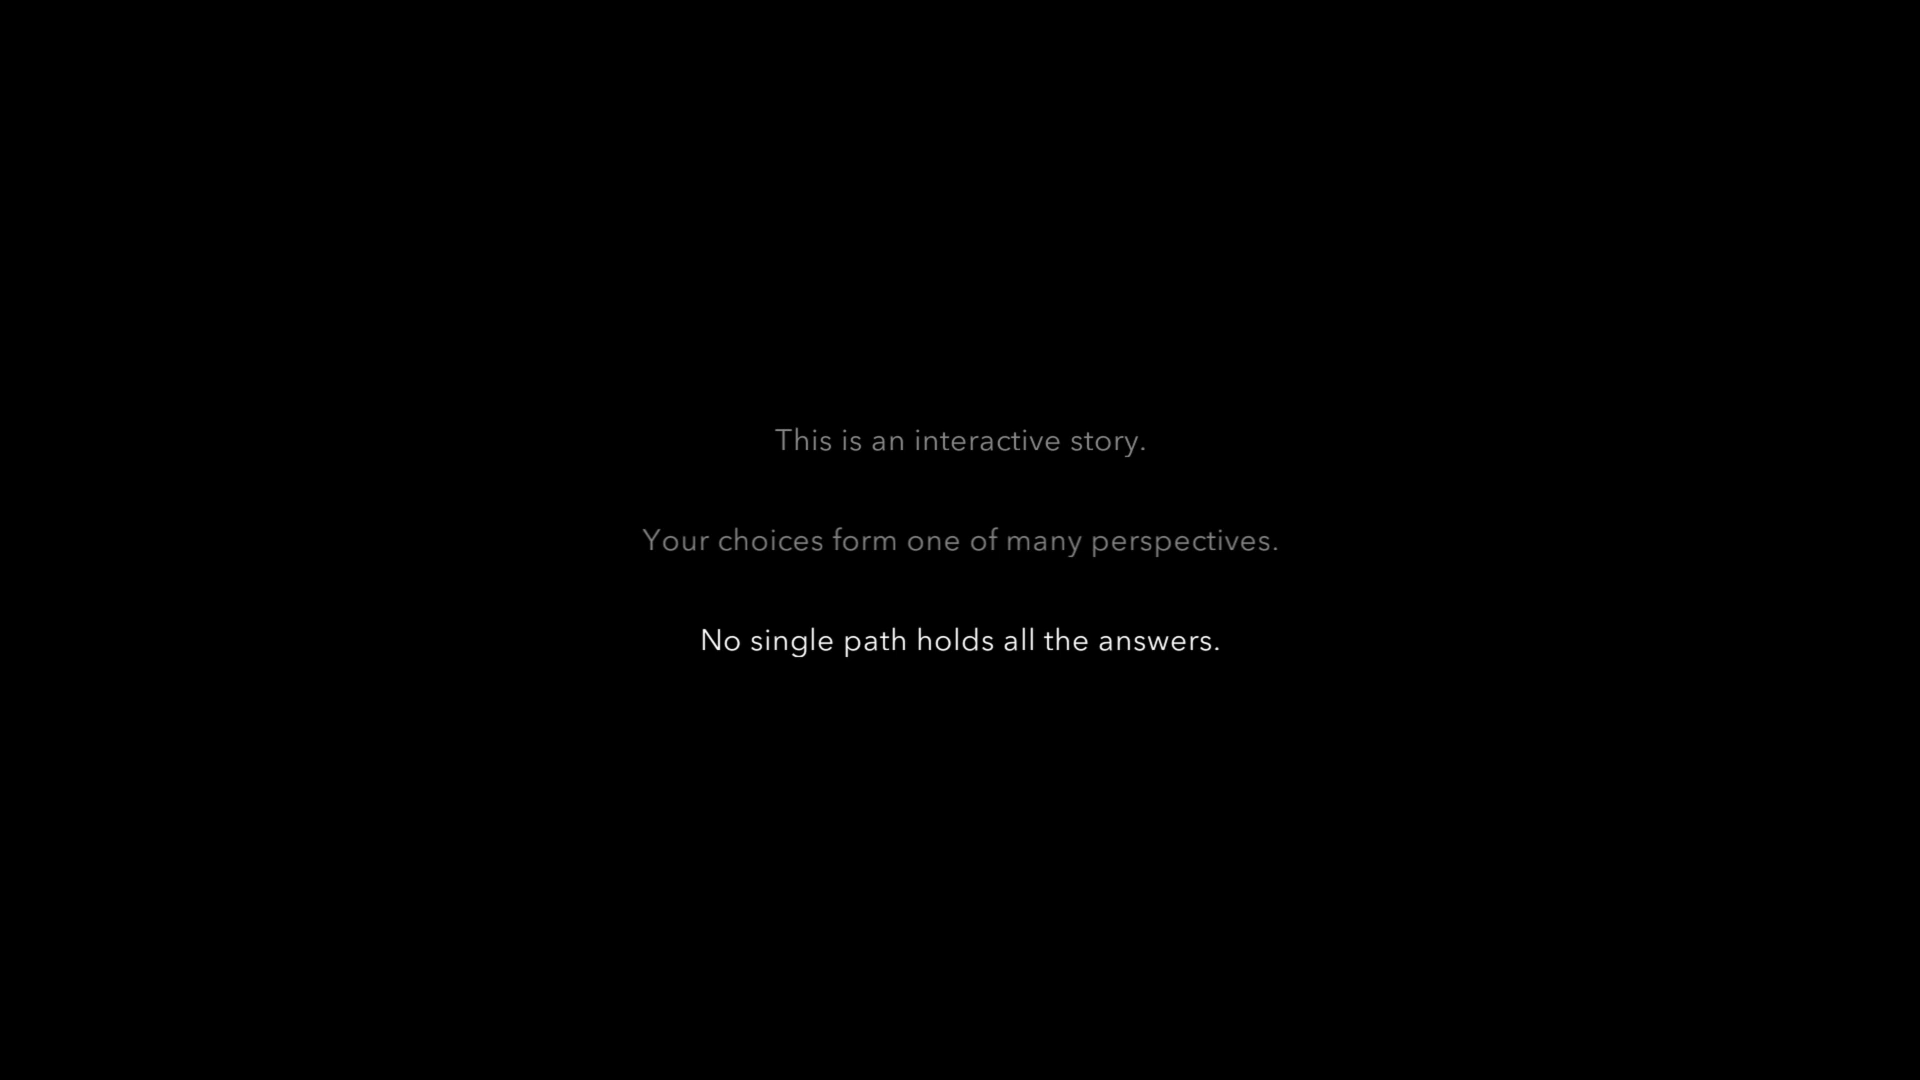 This is an interactive story.
Your choices form one of many perspectives.
No single path holds all the answers.